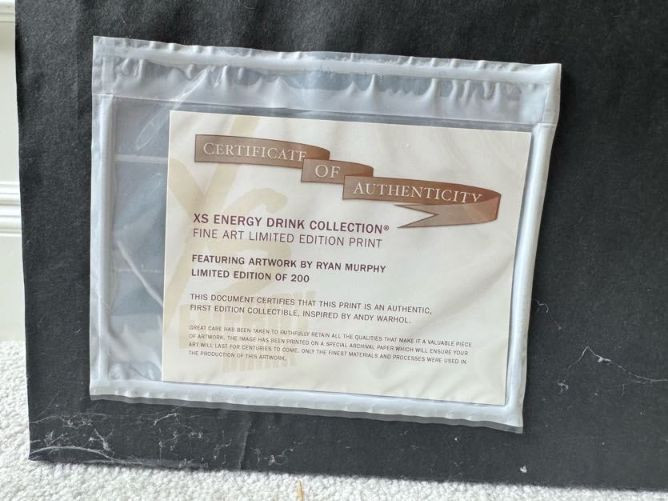 CERTIFICATE
OF
AUTHENTICITY
XS ENERGY DRINK COLLECTION®
FINE ART LIMITED EDITION PRINT
FEATURING ARTWORK BY RYAN MURPHY
LIMITED EDITION OF 200
THIS DOCUMENT CERTIFIES THAT THIS PRINT IS AN AUTHENTIC,
FIRST EDITION COLLECTIBLE, INSPIRED BY ANDY WARHOL.
GREAT CARE HAS BEEN TAKEN TO FAITHFULLY RETAIN ALL THE QUALITIES THAT MAKE IT A VALUABLE PIECE
OF ARTWORK. THE IMAGE HAS BEEN PRINTED ON A SPECIAL ARCHIVAL PAPER WHICH WILL ENSURE YOUR
ART WILL LAST FOR CENTURIES TO COME. ONLY THE FINEST MATERIALS AND PROCESSES WERE USED IN
THE PRODUCTION OF THIS ARTWORK.